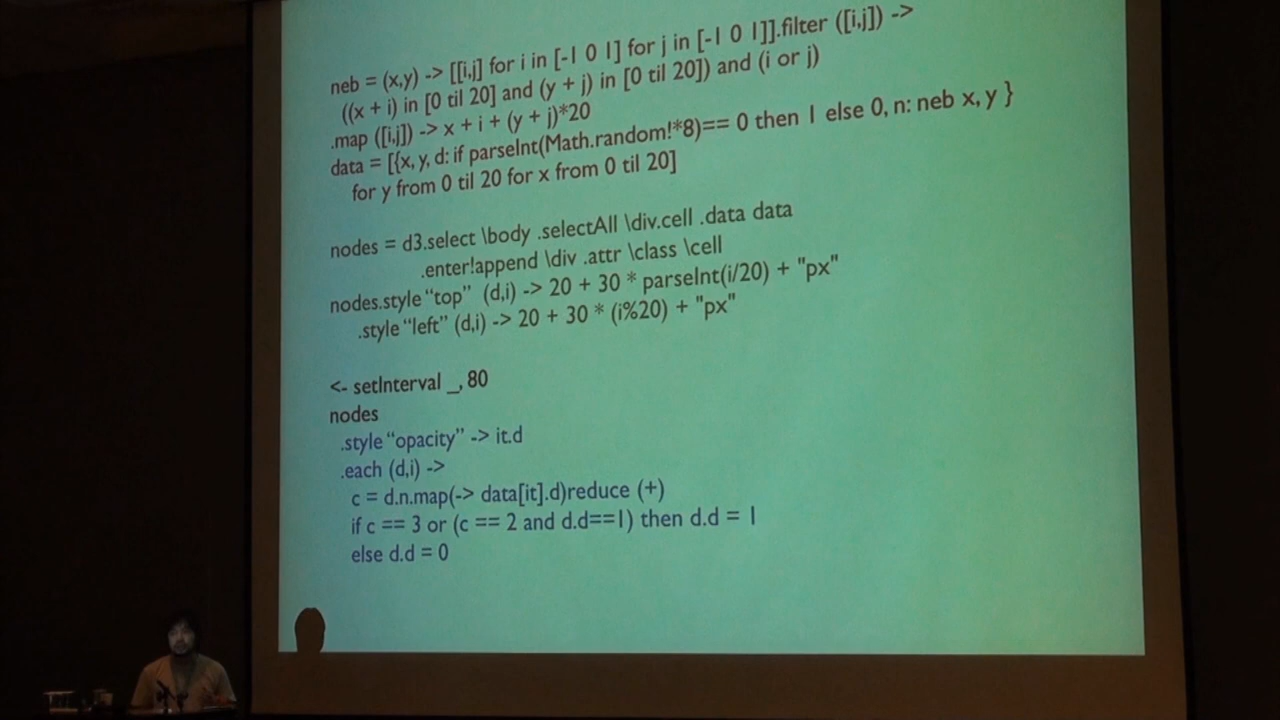 neb = (x,y) -> [[i,j] for i in [-1 0 1] for j in [-1 0 1]].filter ([i,j]) ->
((x + i) in [0 til 20] and (y + j) in [0 til 20]) and (i or j)
.map ([i,j]) -> x + i + (y + j)*20
data = [{x, y, d: if parseInt(Math.random!*8)== 0 then 1 else 0, n: neb x, y }
for y from 0 til 20 for x from 0 til 20]
nodes = d3.select \body .selectAll \div.cell .data data
.enter!append \div .attr \class \cell
nodes.style “top” (d,i) -> 20 + 30 * parseInt(i/20) + "px"
.style “left” (d,i) -> 20 + 30 * (i%20) + "px"
<- setInterval _, 80
nodes
.style “opacity” -> it.d
.each (d,i) ->
c = d.n.map(-> data[it].d)reduce (+)
if c == 3 or (c == 2 and d.d==1) then d.d = 1
else d.d = 0